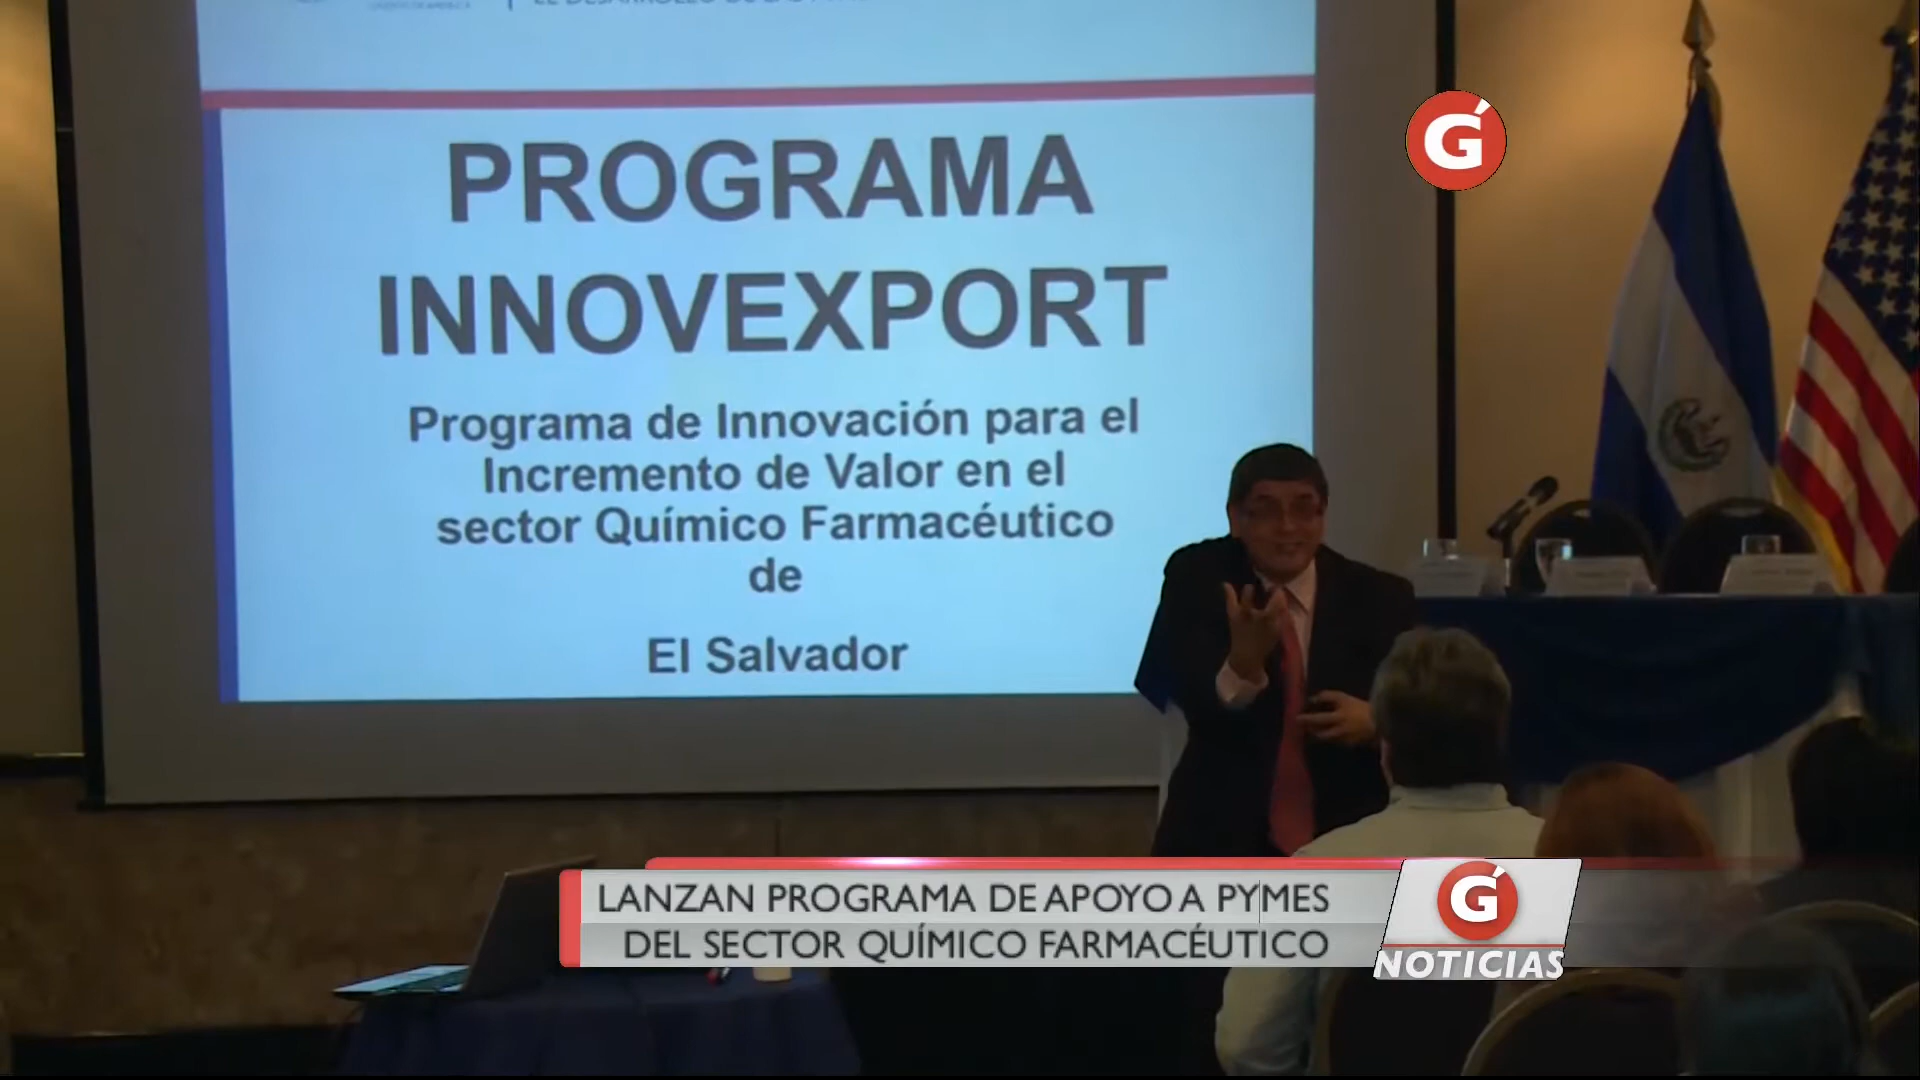 PROGRAMA
INNOVEXPORT
Programa de Innovación para el
Incremento de Valor en el
sector Químico Farmacéutico
de
El Salvador
Ǵ
LANZAN PROGRAMA DE APOYO A PYMES
DEL SECTOR QUÍMICO FARMACÉUTICO
Ǵ
NOTICIAS